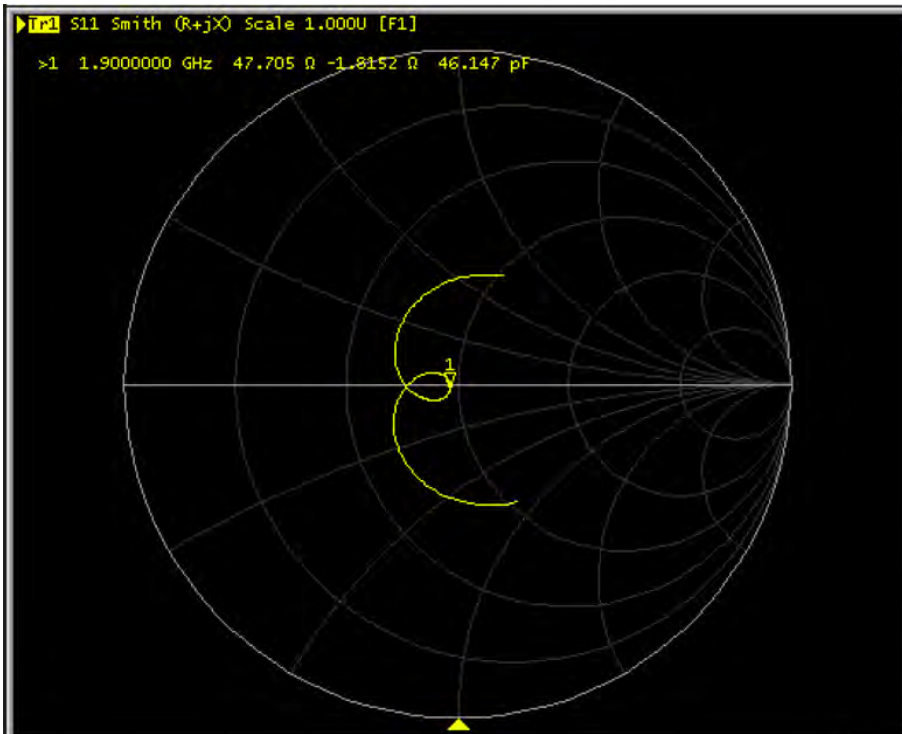 Tr1 S11 Smith (R+jX) Scale 1.000U [F1]
>1 1.9000000 GHz 47.705 Ω -1.8152 Ω 46.147 pF
1